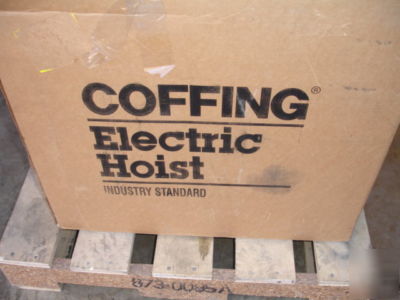 COFFING®
Electric
Hoist
INDUSTRY STANDARD